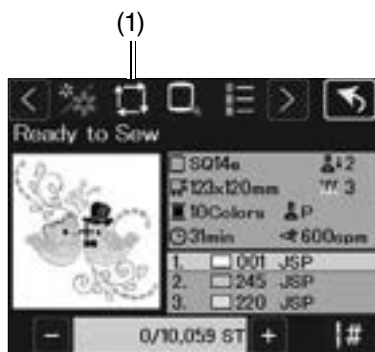 (1)
Ready to Sew
SQ14a 2
123x120mm 3
10Colors P
31min 600spm
1. 001 JSP
2. 245 JSP
3. 220 JSP
- 0/10,059 ST + #